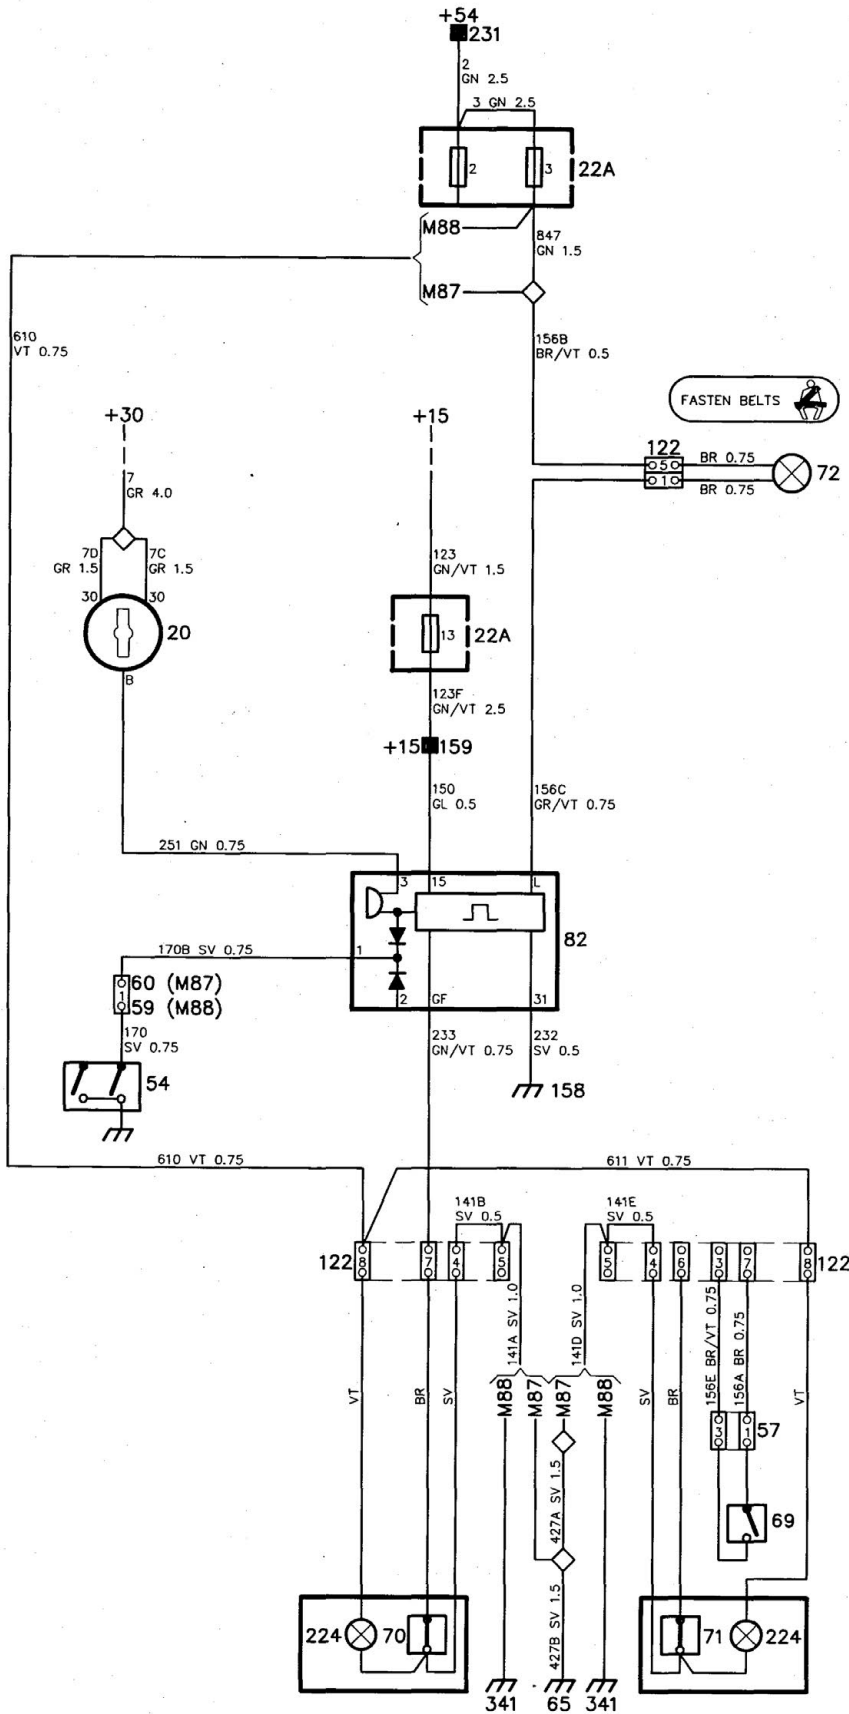 +54
231
2
GN 2.5
3 GN 2.5
2
3
22A
M88
847
GN 1.5
M87
610
VT 0.75
156B
BR/VT 0.5
FASTEN BELTS
+30
+15
122
5
BR 0.75
1
BR 0.75
72
7
GR 4.0
7D
GR 1.5
7C
GR 1.5
123
GN/VT 1.5
30
30
20
13
22A
B
123F
GN/VT 2.5
+15
159
150
GL 0.5
156C
GR/VT 0.75
251 GN 0.75
3
15
L
82
170B SV 0.75
1
60 (M87)
1
59 (M88)
2
GF
31
170
SV 0.75
233
GN/VT 0.75
232
SV 0.5
54
158
610 VT 0.75
611 VT 0.75
141B
SV 0.5
141E
SV 0.5
122
8
7
4
5
5
4
6
3
7
8
122
141A SV 1.0
141D SV 1.0
156E BR/VT 0.75
156A BR 0.75
VT
BR
SV
M88
M87
M87
M88
SV
BR
VT
3
1
57
427A SV 1.5
69
224
70
427B SV 1.5
71
224
341
65
341